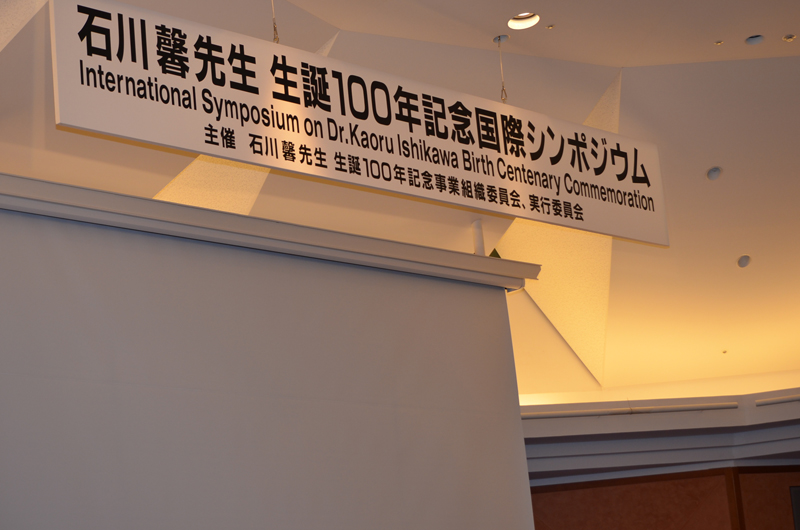 石川 馨先生 生誕100年記念国際シンポジウム
International Symposium on Dr.Kaoru Ishikawa Birth Centenary Commemoration
主催 石川 馨先生 生誕100年記念事業組織委員会、実行委員会